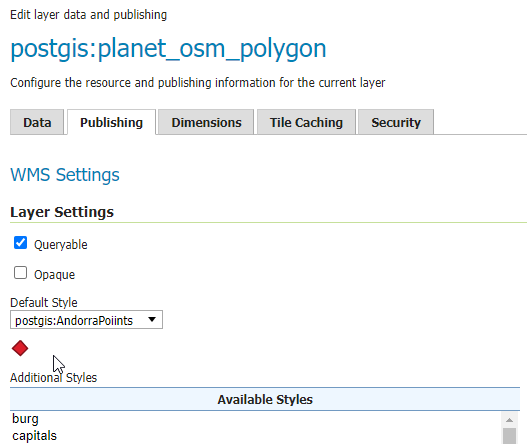 Edit layer data and publishing
postgis:planet_osm_polygon
Configure the resource and publishing information for the current layer
Data Publishing Dimensions Tile Caching Security
WMS Settings
Layer Settings
Queryable
Opaque
Default Style
postgis:AndorraPoiints
Additional Styles
Available Styles
burg
capitals